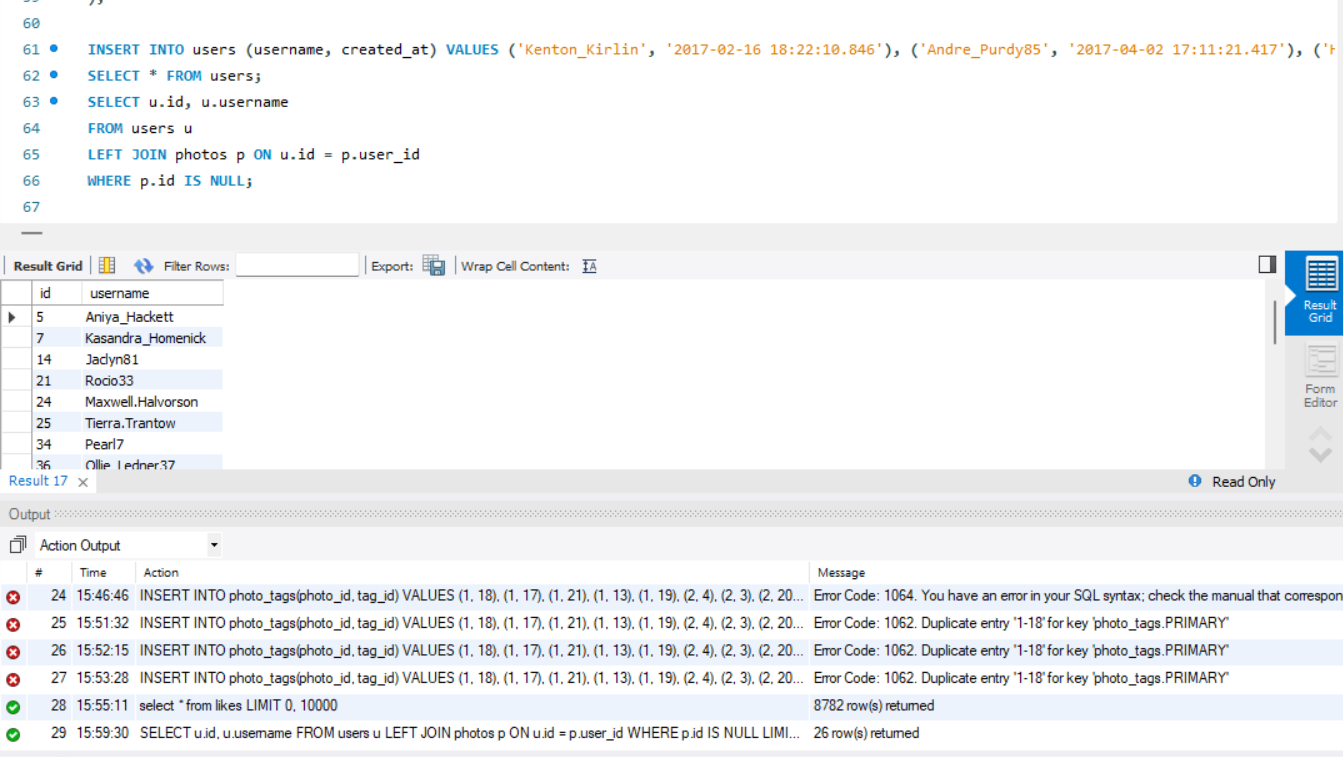 60
61 INSERT INTO users (username, created_at) VALUES ('Kenton_Kirlin', '2017-02-16 18:22:10.846'), ('Andre_Purdy85', '2017-04-02 17:11:21.417'), ('H
62 SELECT * FROM users;
63 SELECT u.id, u.username
64 FROM users u
65 LEFT JOIN photos p ON u.id = p.user_id
66 WHERE p.id IS NULL;
67
Result Grid Filter Rows: Export: Wrap Cell Content: IA
id username
5 Aniya_Hackett
7 Kasandra_Homenick
14 Jaclyn81
21 Rocio33
24 Maxwell.Halvorson
25 Tierra.Trantow
34 Pearl7
36 Ollie_Ledner37
Result Grid
Form Editor
Result 17 Read Only
Output
Action Output
# Time Action Message
24 15:46:46 INSERT INTO photo_tags(photo_id, tag_id) VALUES (1, 18), (1, 17), (1, 21), (1, 13), (1, 19), (2, 4), (2, 3), (2, 20... Error Code: 1064. You have an error in your SQL syntax; check the manual that correspon
25 15:51:32 INSERT INTO photo_tags(photo_id, tag_id) VALUES (1, 18), (1, 17), (1, 21), (1, 13), (1, 19), (2, 4), (2, 3), (2, 20... Error Code: 1062. Duplicate entry '1-18' for key 'photo_tags.PRIMARY'
26 15:52:15 INSERT INTO photo_tags(photo_id, tag_id) VALUES (1, 18), (1, 17), (1, 21), (1, 13), (1, 19), (2, 4), (2, 3), (2, 20... Error Code: 1062. Duplicate entry '1-18' for key 'photo_tags.PRIMARY'
27 15:53:28 INSERT INTO photo_tags(photo_id, tag_id) VALUES (1, 18), (1, 17), (1, 21), (1, 13), (1, 19), (2, 4), (2, 3), (2, 20... Error Code: 1062. Duplicate entry '1-18' for key 'photo_tags.PRIMARY'
28 15:55:11 select * from likes LIMIT 0, 10000 8782 row(s) returned
29 15:59:30 SELECT u.id, u.username FROM users u LEFT JOIN photos p ON u.id = p.user_id WHERE p.id IS NULL LIMI... 26 row(s) returned